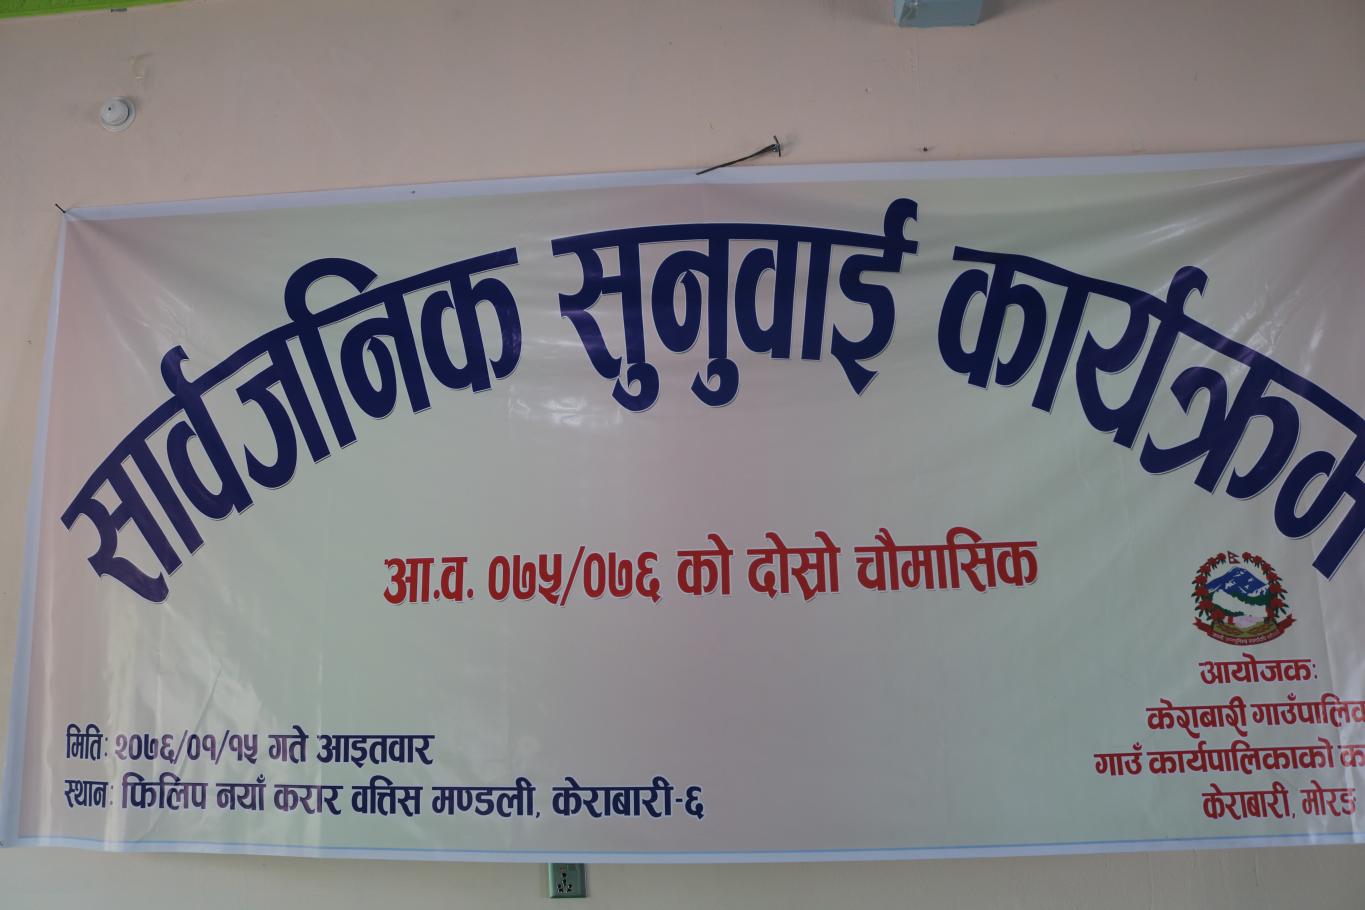 सार्वजनिक सुनुवाई कार्यक्रम
आ.व. ०७५/०७६ को दोस्रो चौमासिक
आयोजकः
केराबारी गाउँपालिका
गाउँ कार्यपालिकाको
केराबारी, मोरङ
मितिः २०७६/०१/१५ गते आइतवार
स्थानः फिलिप नयाँ करार वत्तिस मण्डली, केराबारी-६